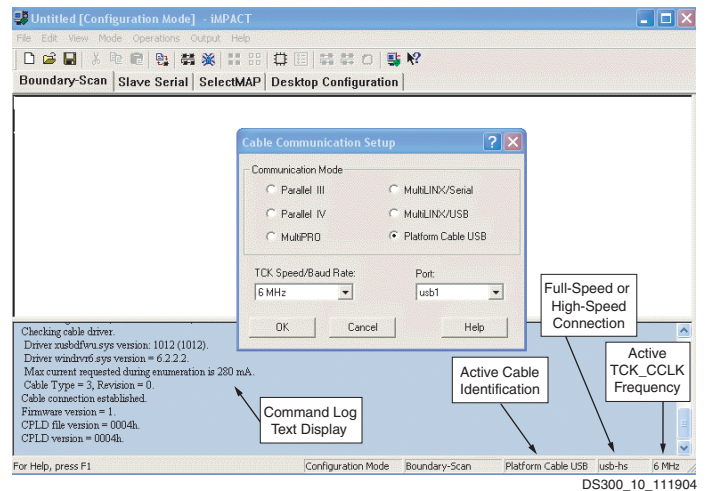 Untitled [Configuration Mode] - iMPACT
File Edit View Mode Operations Output Help
Boundary-Scan Slave Serial SelectMAP Desktop Configuration
Cable Communication Setup
Communication Mode
Parallel III
MultiLINX/Serial
Parallel IV
MultiLINX/USB
MultiPRO
Platform Cable USB
TCK Speed/Baud Rate:
Port:
6 MHz
usb1
OK
Cancel
Help
Full-Speed or
High-Speed
Connection
Checking cable driver.
Driver xusbdfwu.sys version: 1012 (1012).
Driver windrvr6.sys version = 6.2.2.2.
Max current requested during enumeration is 280 mA.
Cable Type = 3, Revision = 0.
Cable connection established.
Firmware version = 1.
CPLD file version = 0004h.
CPLD version = 0004h.
Command Log
Text Display
Active Cable
Identification
Active
TCK_CCLK
Frequency
For Help, press F1
Configuration Mode
Boundary-Scan
Platform Cable USB
usb-hs
6 MHz
DS300_10_111904